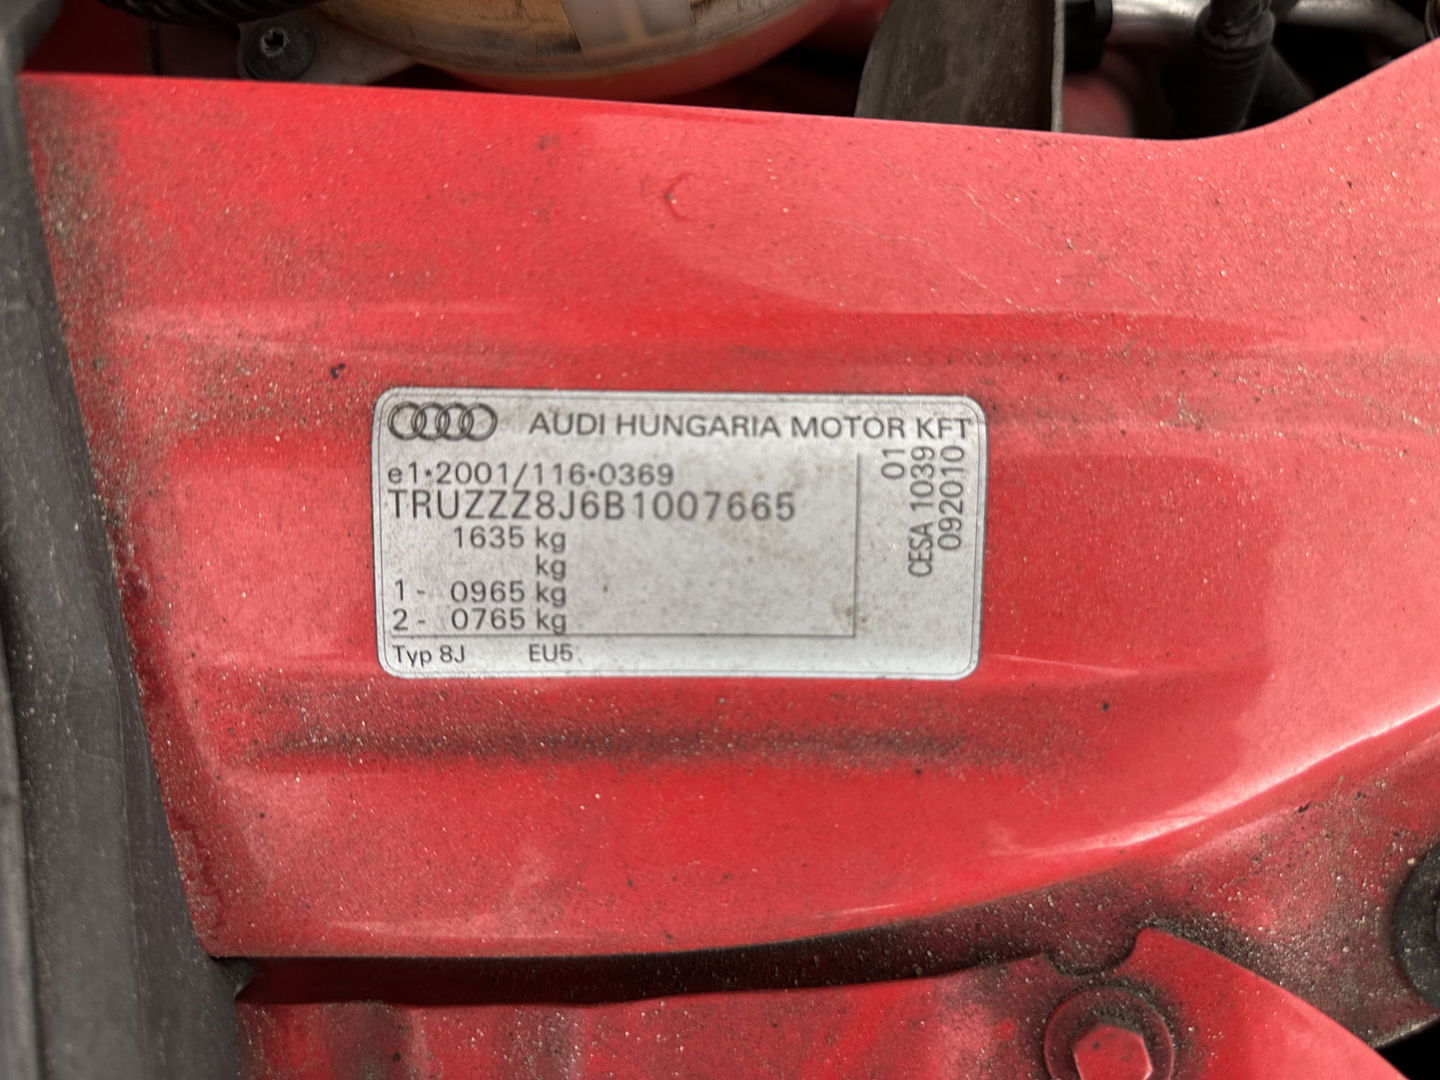 AUDI HUNGARIA MOTOR KFT
e1*2001/116*0369
TRUZZZ8J6B1007665
1635 kg
kg
1- 0965 kg
2- 0765 kg
Typ 8J EU5
01
CESA 1039
092010